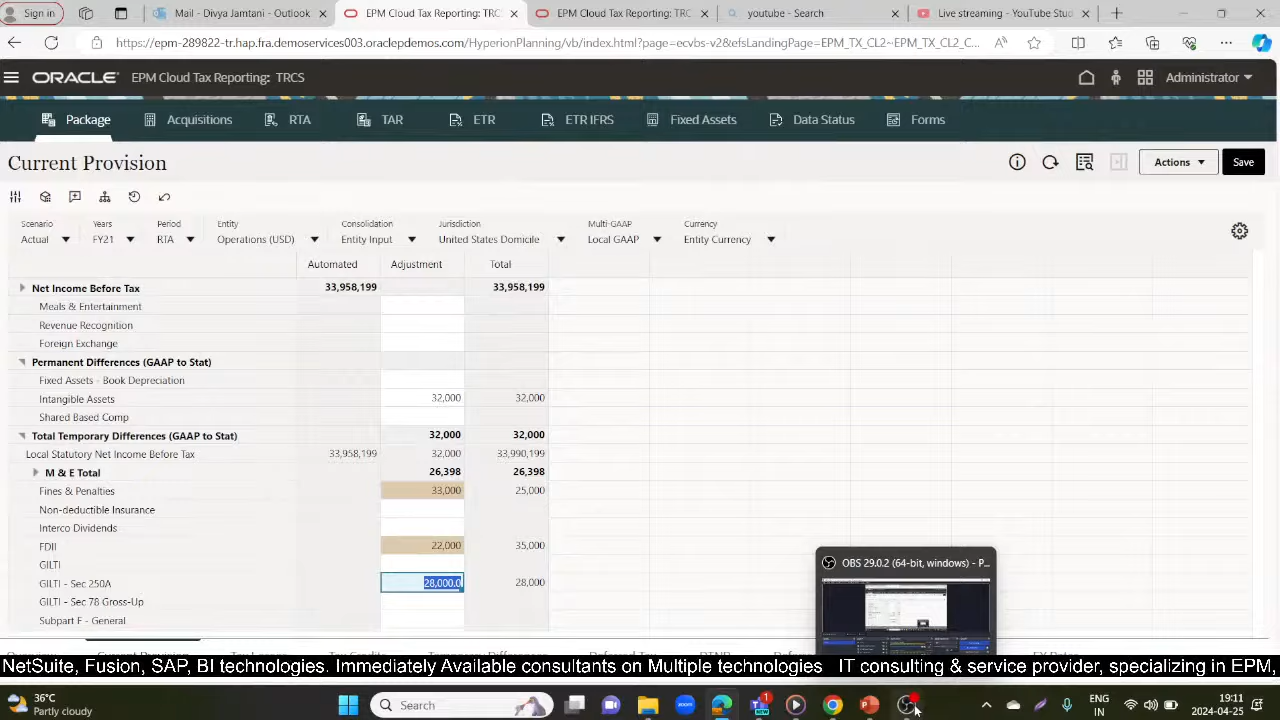 Sign in
Mail - Divya Jamtani - Outlook
EPM Cloud Tax Reporting: TRCS
EPM Cloud Tax Reporting: TRC
youtube - Search
Live streaming - YouTube Stud
https://epm-289822-tr.hap.fra.demoservices003.oraclepdemos.com/HyperionPlanning/vb/index.html?page=ecvbs-v2&efsLandingPage=EPM_TX_CL2~EPM_TX_CL2_C...
ORACLE EPM Cloud Tax Reporting: TRCS
Administrator
Package Acquisitions RTA TAR ETR ETR IFRS Fixed Assets Data Status Forms
Current Provision
Actions Save
Scenario Years Period Entity Consolidation Jurisdiction Multi-GAAP Currency
Actual FY21 RTA Operations (USD) Entity Input United States Domicile Local GAAP Entity Currency
Automated Adjustment Total
Net Income Before Tax 33,958,199 33,958,199
Meals & Entertainment
Revenue Recognition
Foreign Exchange
Permanent Differences (GAAP to Stat)
Fixed Assets - Book Depreciation
Intangible Assets 32,000 32,000
Shared Based Comp
Total Temporary Differences (GAAP to Stat) 32,000 32,000
Local Statutory Net Income Before Tax 33,958,199 32,000 33,990,199
M & E Total 26,398 26,398
Fines & Penalties 33,000 25,000
Non-deductible Insurance
Interco Dividends
FDII 22,000 35,000
GILTI
GILTI - Sec 250A 28,000.0 28,000
GILTI - Sec 78 Gross-Up
Subpart F - General
OBS 29.0.2 (64-bit, windows) - P...
NetSuite, Fusion, SAP, BI technologies. Immediately Available consultants on Multiple technologies IT consulting & service provider, specializing in EPM,
36°C
Partly cloudy
Search
zoom
1
NEW
ENG
IN
19:11
2024-04-25